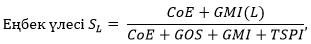 Еңбек үлесі S_L = (CoE + GMI(L)) / (CoE + GOS + GMI + TSPI),